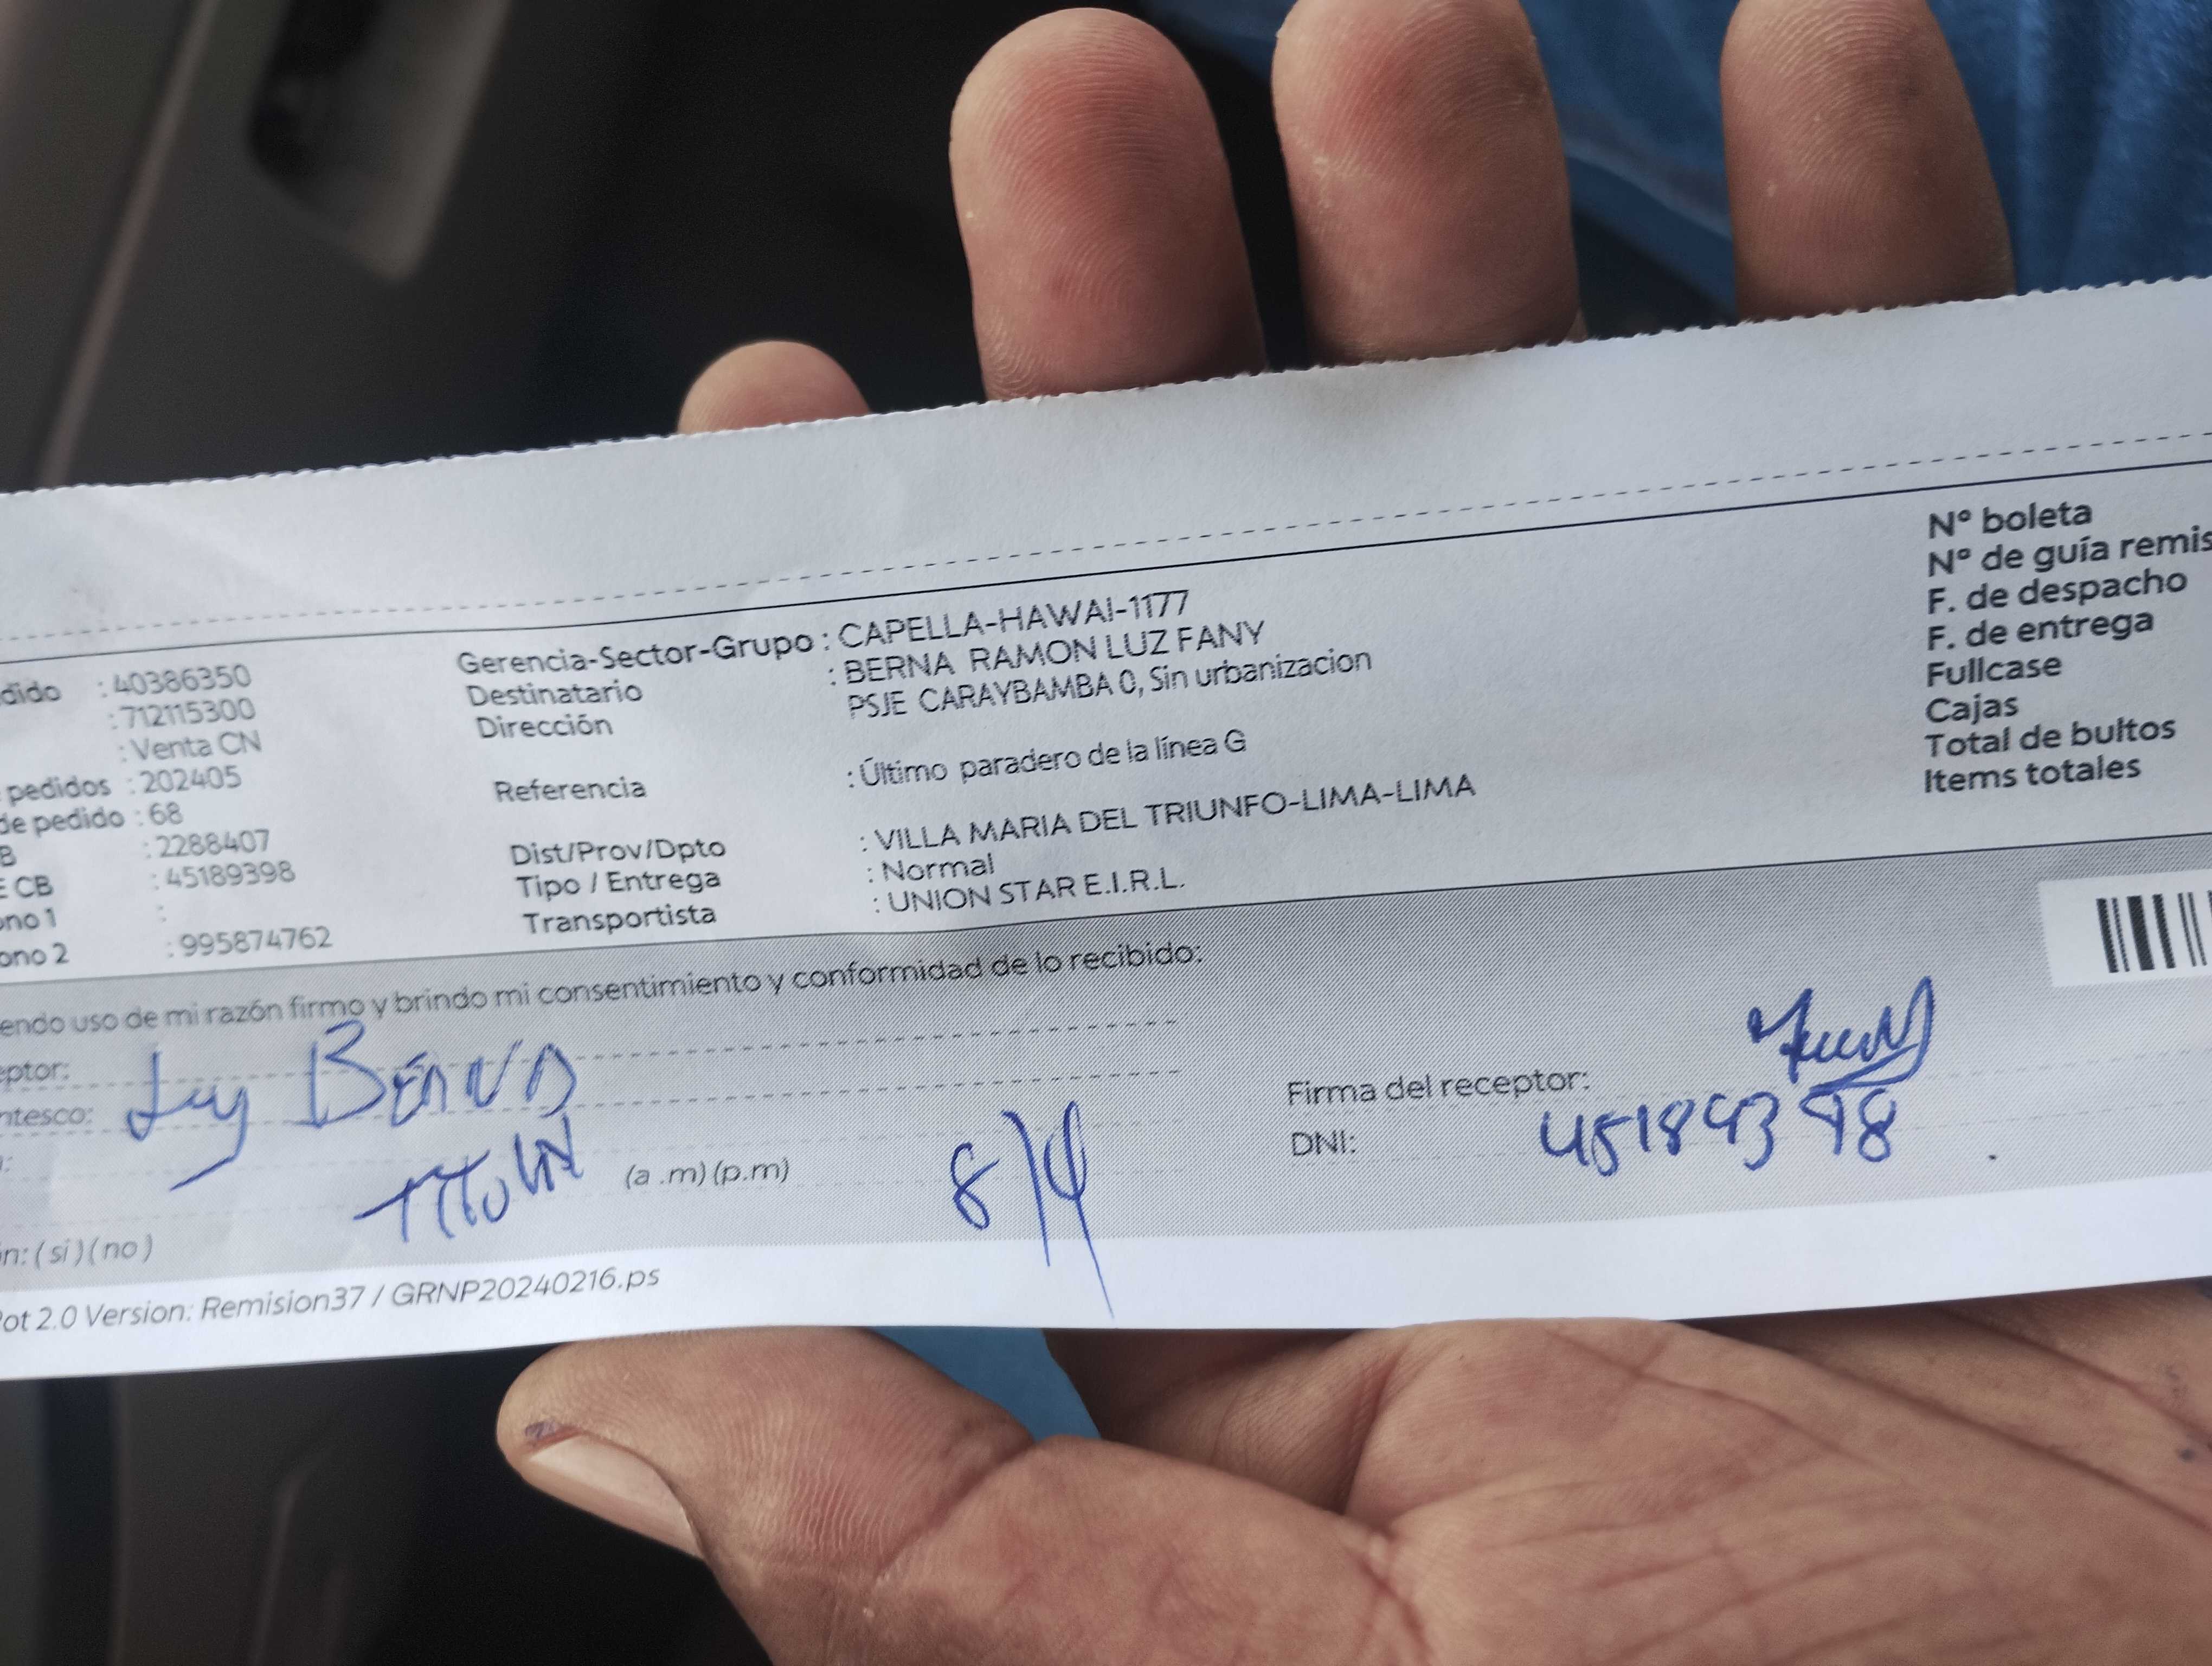 dido : 40386350
: 712115300
: Venta CN
pedidos : 202405
de pedido : 68
B : 2288407
E CB : 45189398
ono 1 :
ono 2 : 995874762
Gerencia-Sector-Grupo : CAPELLA-HAWAI-1177
Destinatario : BERNA RAMON LUZ FANY
Dirección PSJE CARAYBAMBA 0, Sin urbanizacion
Referencia : Último paradero de la línea G
Dist/Prov/Dpto : VILLA MARIA DEL TRIUNFO-LIMA-LIMA
Tipo / Entrega : Normal
Transportista : UNION STAR E.I.R.L.
N° boleta
N° de guía remis
F. de despacho
F. de entrega
Fullcase
Cajas
Total de bultos
Items totales
endo uso de mi razón firmo y brindo mi consentimiento y conformidad de lo recibido:
eptor:
ntesco:
BERNA
(a .m) (p.m)
8/4
Firma del receptor:
DNI:
n: ( si ) ( no )
Pot 2.0 Version: Remision37 / GRNP20240216.ps